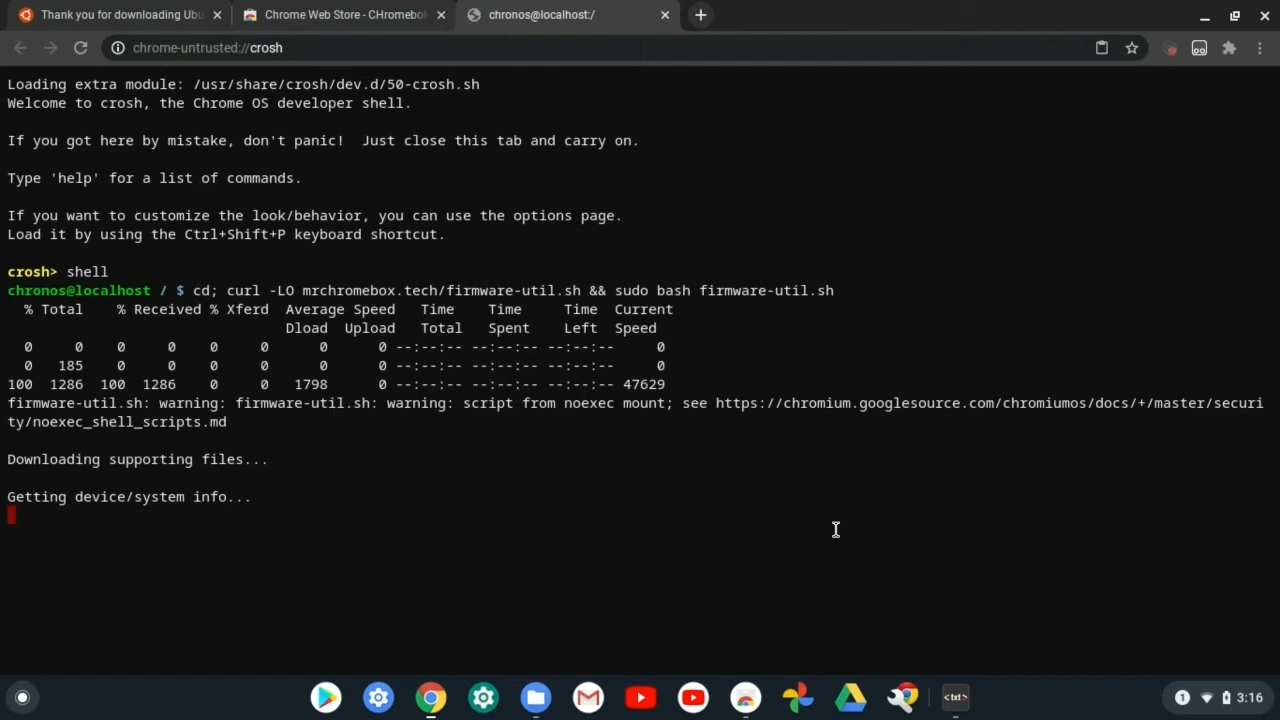 Thank you for downloading Ubu
Chrome Web Store - CHromebok
chronos@localhost:/
chrome-untrusted://crosh
Loading extra module: /usr/share/crosh/dev.d/50-crosh.sh
Welcome to crosh, the Chrome OS developer shell.
If you got here by mistake, don't panic!  Just close this tab and carry on.
Type 'help' for a list of commands.
If you want to customize the look/behavior, you can use the options page.
Load it by using the Ctrl+Shift+P keyboard shortcut.
crosh> shell
chronos@localhost / $ cd; curl -LO mrchromebox.tech/firmware-util.sh && sudo bash firmware-util.sh
  % Total    % Received % Xferd  Average Speed   Time    Time     Time  Current
                                 Dload  Upload   Total   Spent    Left  Speed
  0     0    0     0    0     0      0      0 --:--:-- --:--:-- --:--:--     0
  0   185    0     0    0     0      0      0 --:--:-- --:--:-- --:--:--     0
100  1286  100  1286    0     0   1798      0 --:--:-- --:--:-- --:--:-- 47629
firmware-util.sh: warning: firmware-util.sh: warning: script from noexec mount; see https://chromium.googlesource.com/chromiumos/docs/+/master/securi
ty/noexec_shell_scripts.md
Downloading supporting files...
Getting device/system info...
<txt>
1
3:16